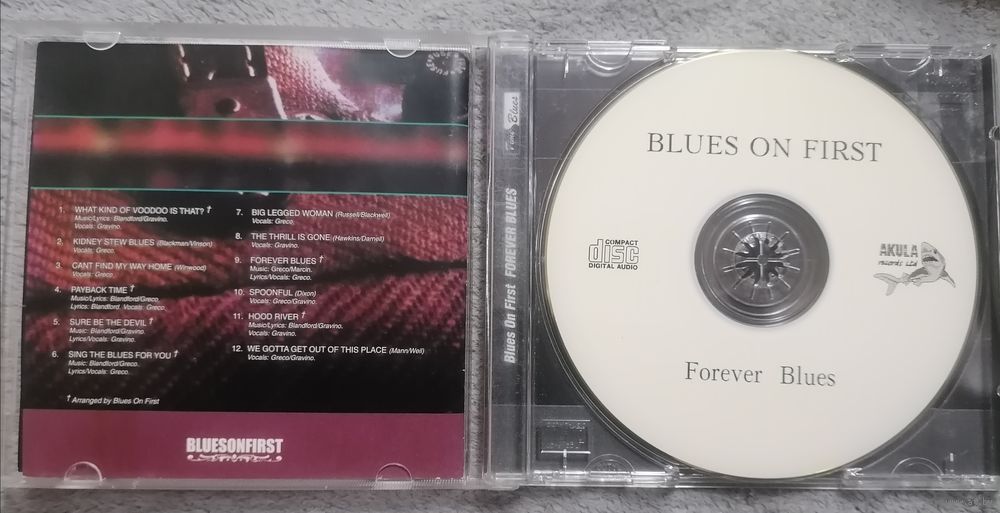 1. WHAT KIND OF VOODOO IS THAT? †
Music/Lyrics: Blandford/Gravino.
Vocals: Gravino.
2. KIDNEY STEW BLUES (Blackman/Vinson)
Vocals: Greco.
3. CANT FIND MY WAY HOME (Winwood)
Vocals: Greco.
4. PAYBACK TIME †
Music/Lyrics: Blandford/Greco.
Lyrics: Blandford. Vocals: Greco.
5. SURE BE THE DEVIL †
Music: Blandford/Gravino.
Lyrics/Vocals: Gravino.
6. SING THE BLUES FOR YOU †
Music: Blandford/Greco.
Lyrics/Vocals: Greco.
† Arranged by Blues On First
7. BIG LEGGED WOMAN (Russell/Blackwell)
Vocals: Greco.
8. THE THRILL IS GONE (Hawkins/Darnell)
Vocals: Greco/Gravino.
9. FOREVER BLUES †
Music: Greco/Marcin.
Lyrics/Vocals: Greco.
10. SPOONFUL (Dixon)
Vocals: Greco/Gravino.
11. HOOD RIVER †
Music/Lyrics: Blandford/Gravino.
Vocals: Gravino.
12. WE GOTTA GET OUT OF THIS PLACE (Mann/Well)
Vocals: Greco/Gravino.
BLUESONFIRST
Blues On First FOREVER BLUES
Blues
BLUES ON FIRST
COMPACT
disc
DIGITAL AUDIO
AKULA
records Ltd
Forever Blues